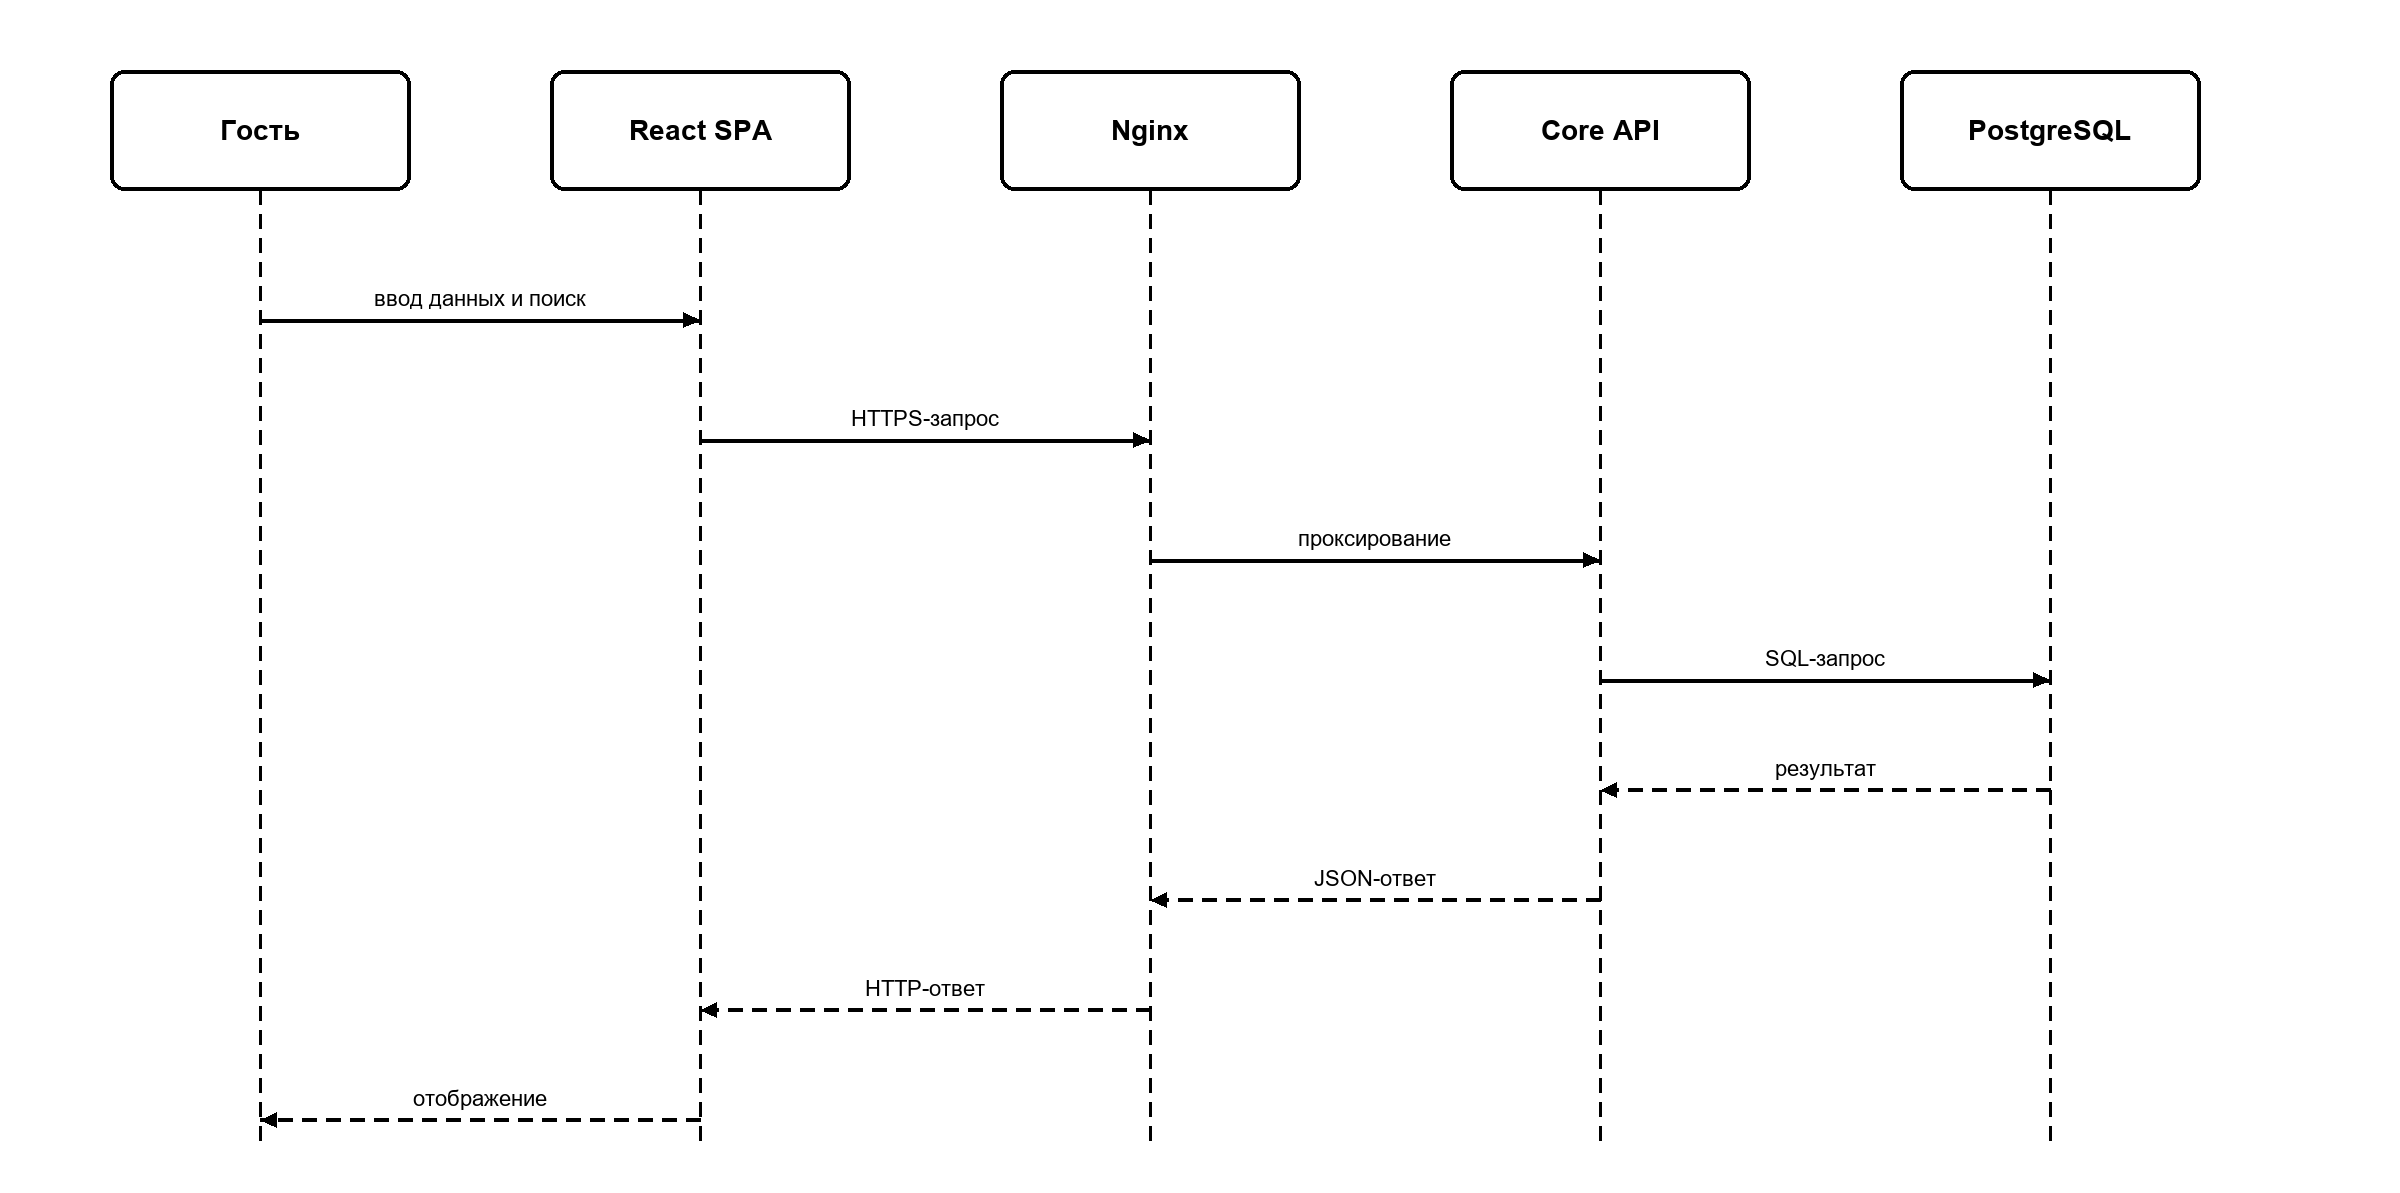 Гость
React SPA
Nginx
Core API
PostgreSQL
ввод данных и поиск
HTTPS-запрос
проксирование
SQL-запрос
результат
JSON-ответ
HTTP-ответ
отображение